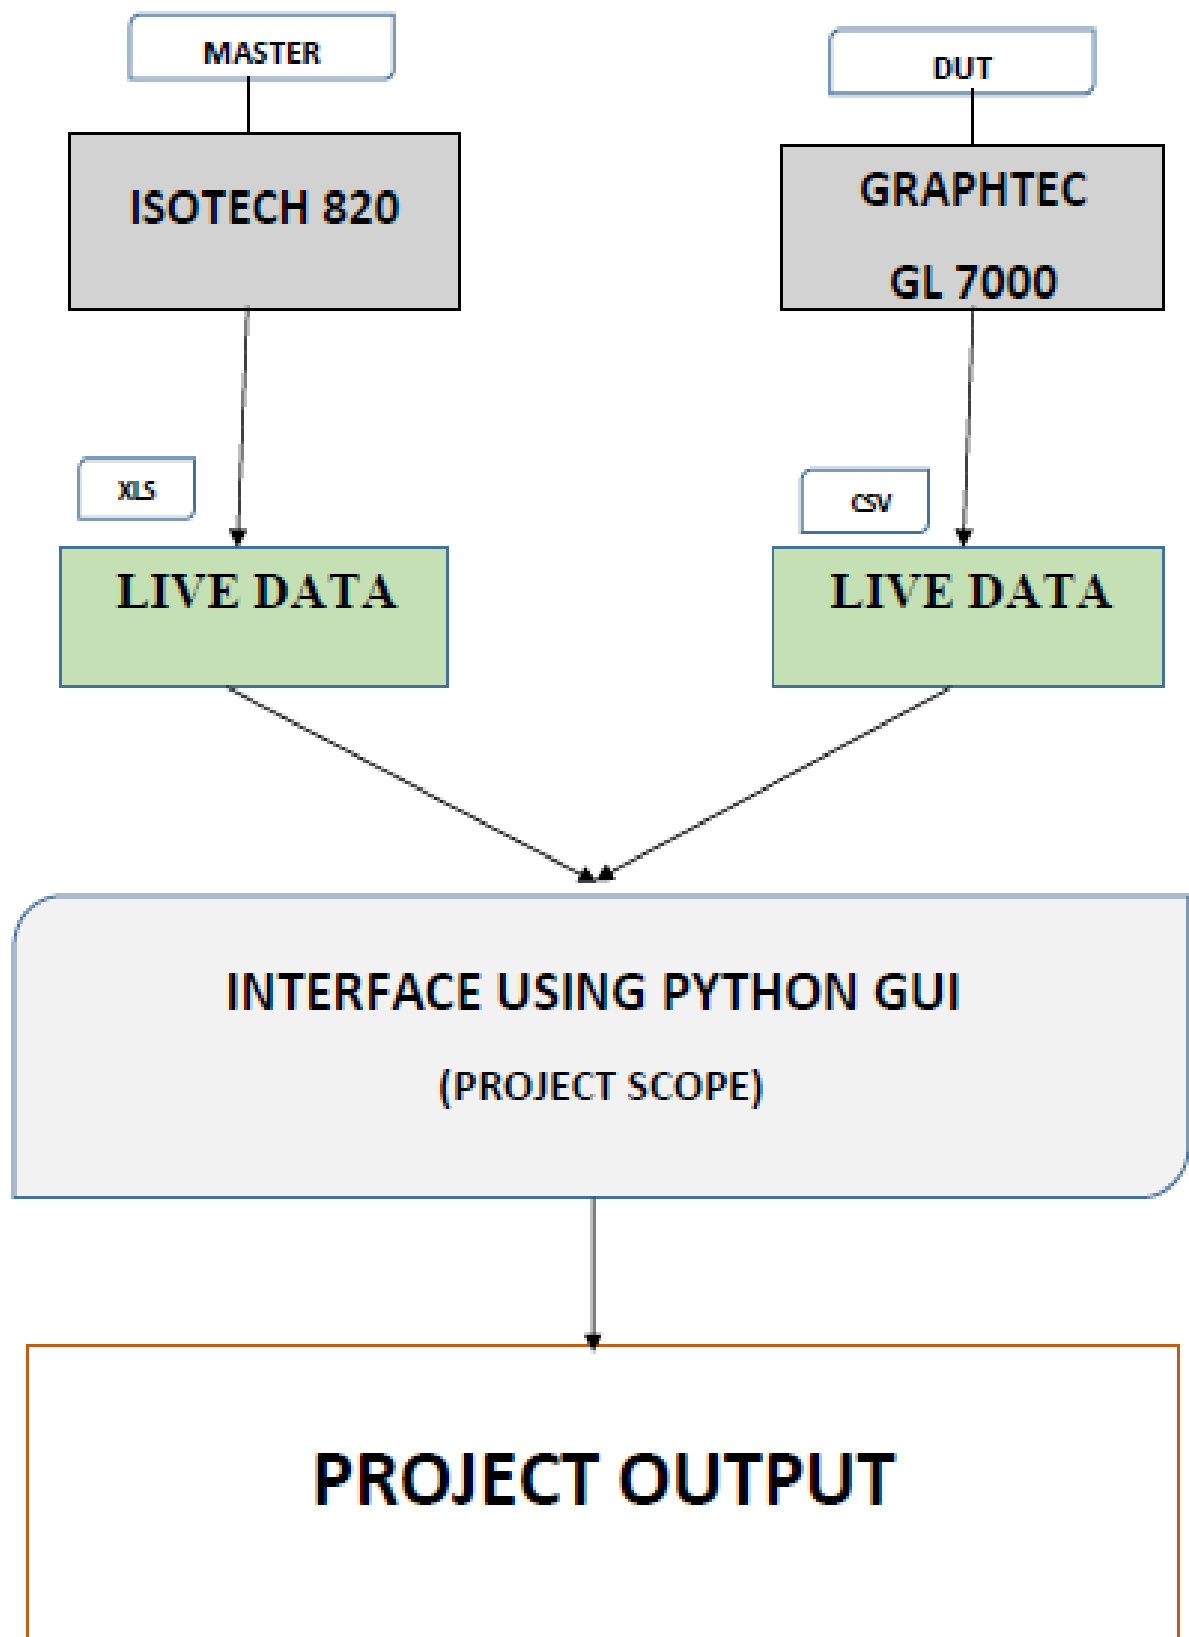 MASTER
DUT
ISOTECH 820
GRAPHTEC
GL 7000
XLS
CSV
LIVE DATA
LIVE DATA
INTERFACE USING PYTHON GUI
(PROJECT SCOPE)
PROJECT OUTPUT